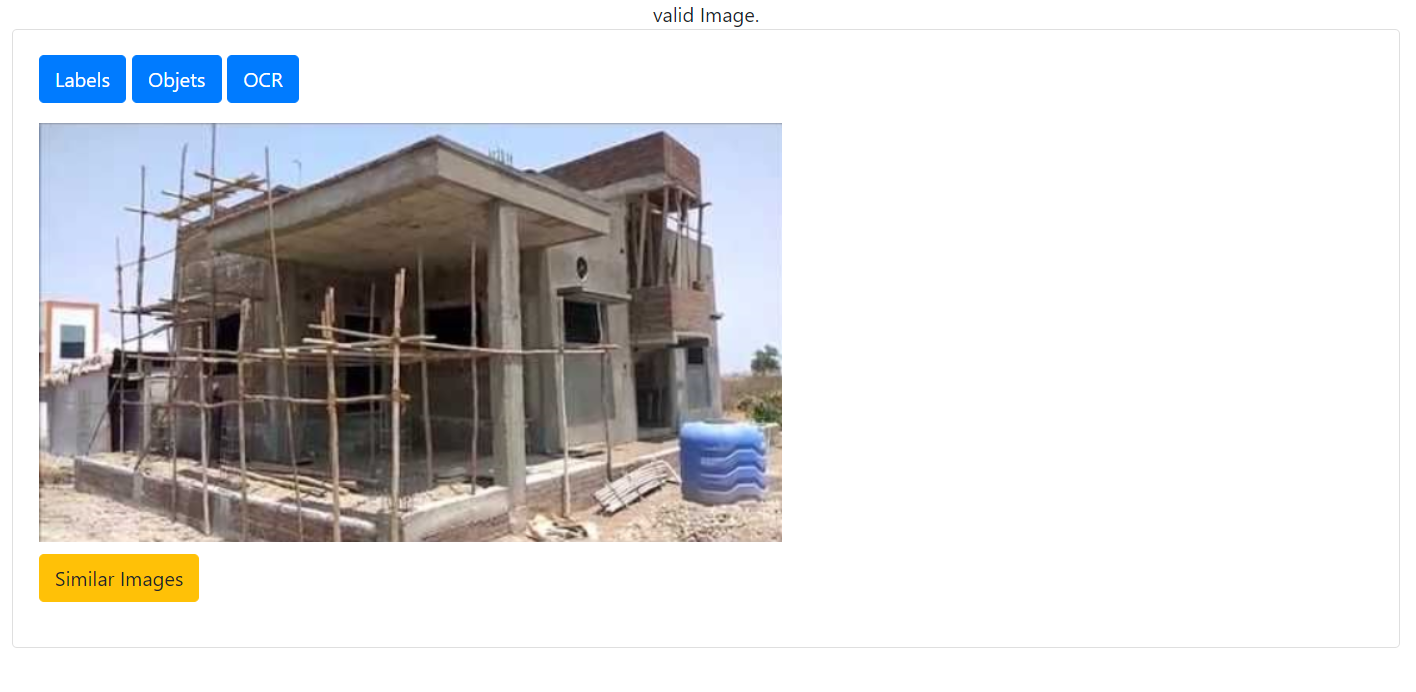 valid Image.
Labels
Objets
OCR
Similar Images